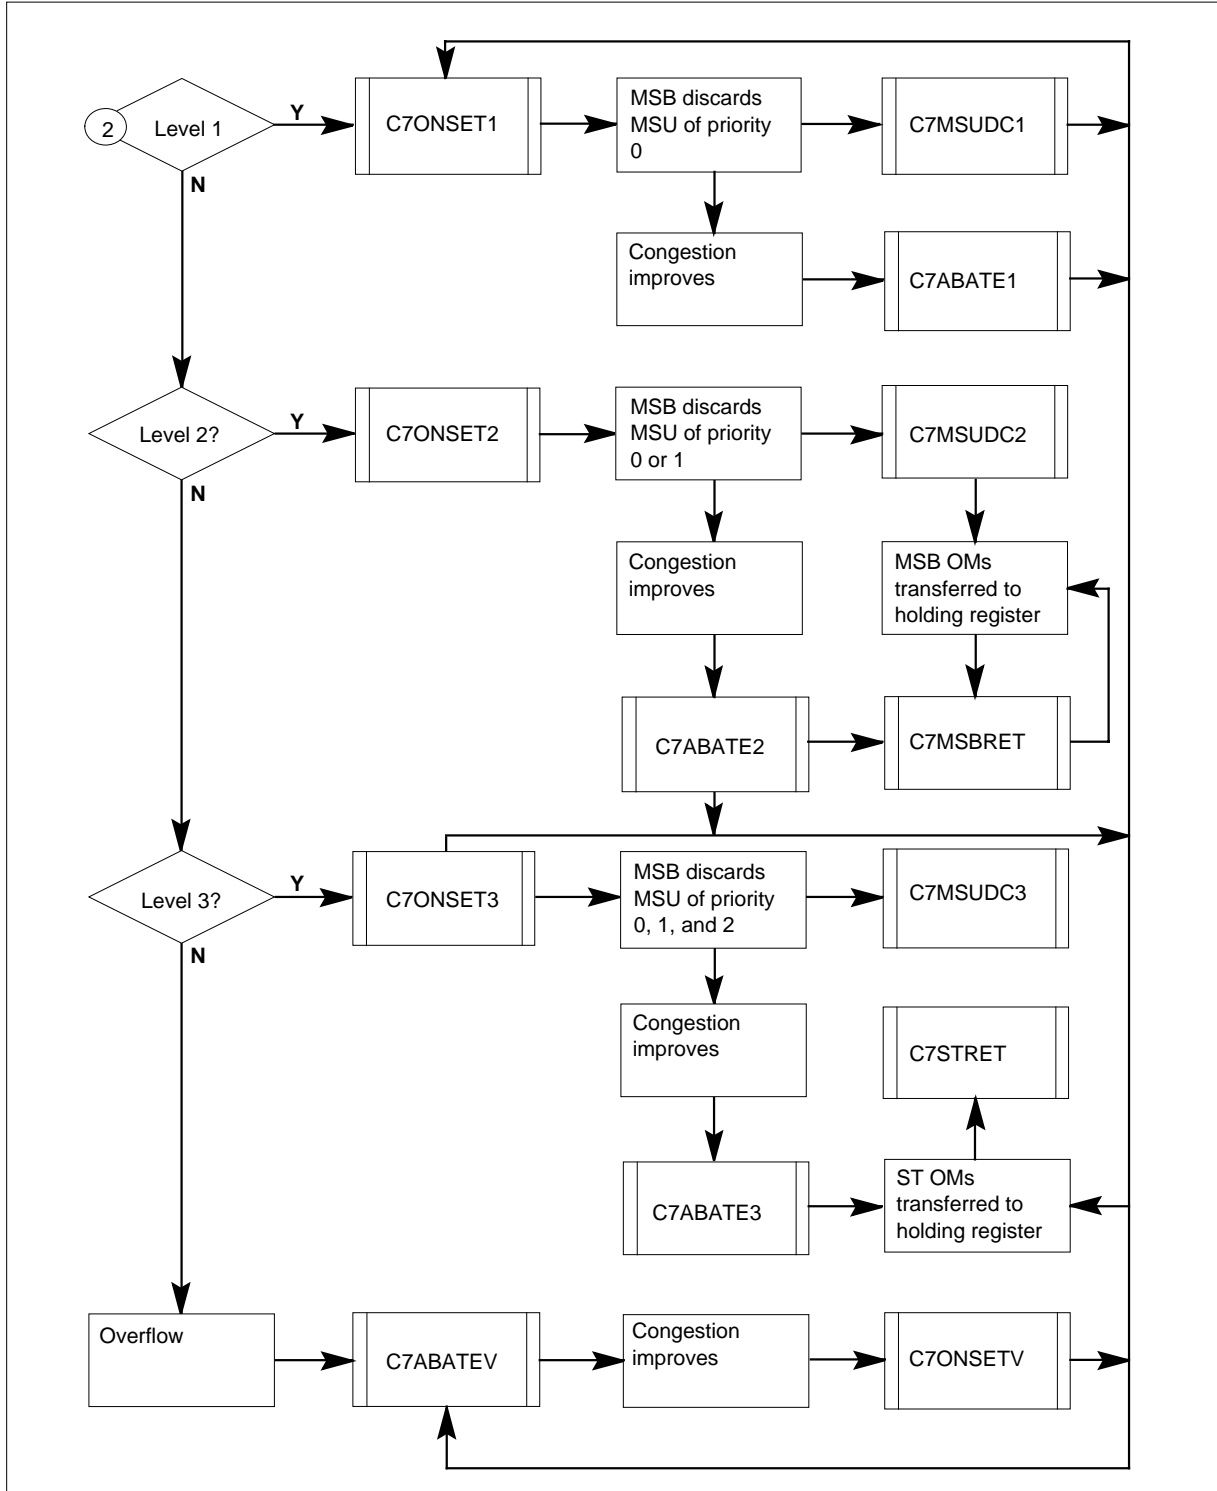 2
Level 1
Y
N
C7ONSET1
MSB discards
MSU of priority
0
C7MSUDC1
Congestion
improves
C7ABATE1
Level 2?
Y
N
C7ONSET2
MSB discards
MSU of priority
0 or 1
C7MSUDC2
Congestion
improves
MSB OMs
transferred to
holding register
C7ABATE2
C7MSBRET
Level 3?
Y
N
C7ONSET3
MSB discards
MSU of priority
0, 1, and 2
C7MSUDC3
Congestion
improves
C7STRET
C7ABATE3
ST OMs
transferred to
holding register
Overflow
C7ABATEV
Congestion
improves
C7ONSETV